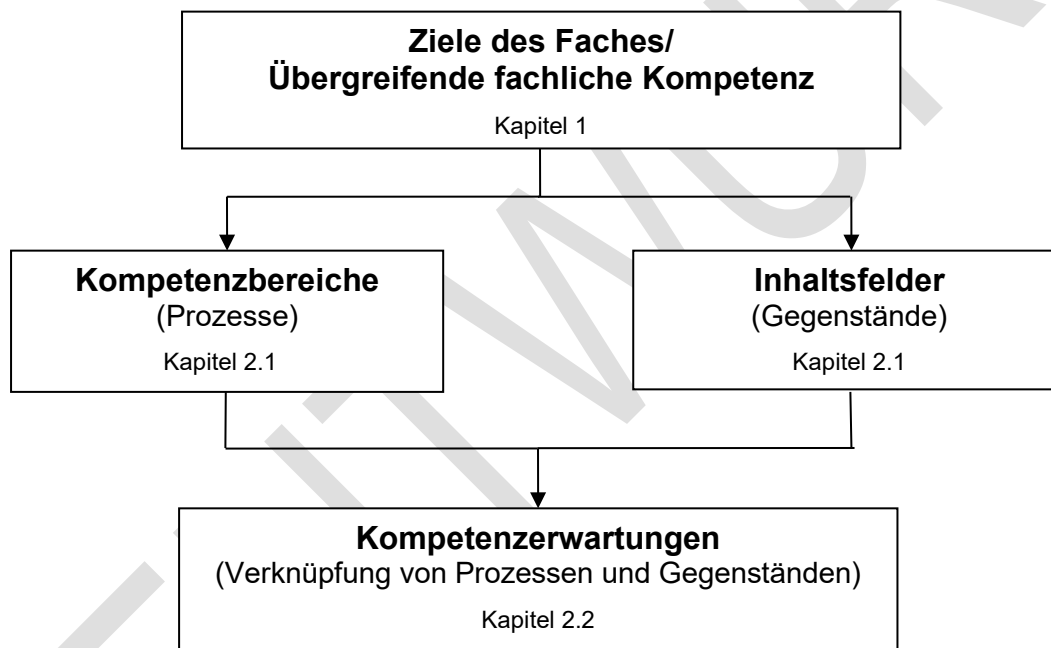 Ziele des Faches/
Übergreifende fachliche Kompetenz
Kapitel 1
Kompetenzbereiche
(Prozesse)
Kapitel 2.1
Inhaltsfelder
(Gegenstände)
Kapitel 2.1
Kompetenzerwartungen
(Verknüpfung von Prozessen und Gegenständen)
Kapitel 2.2